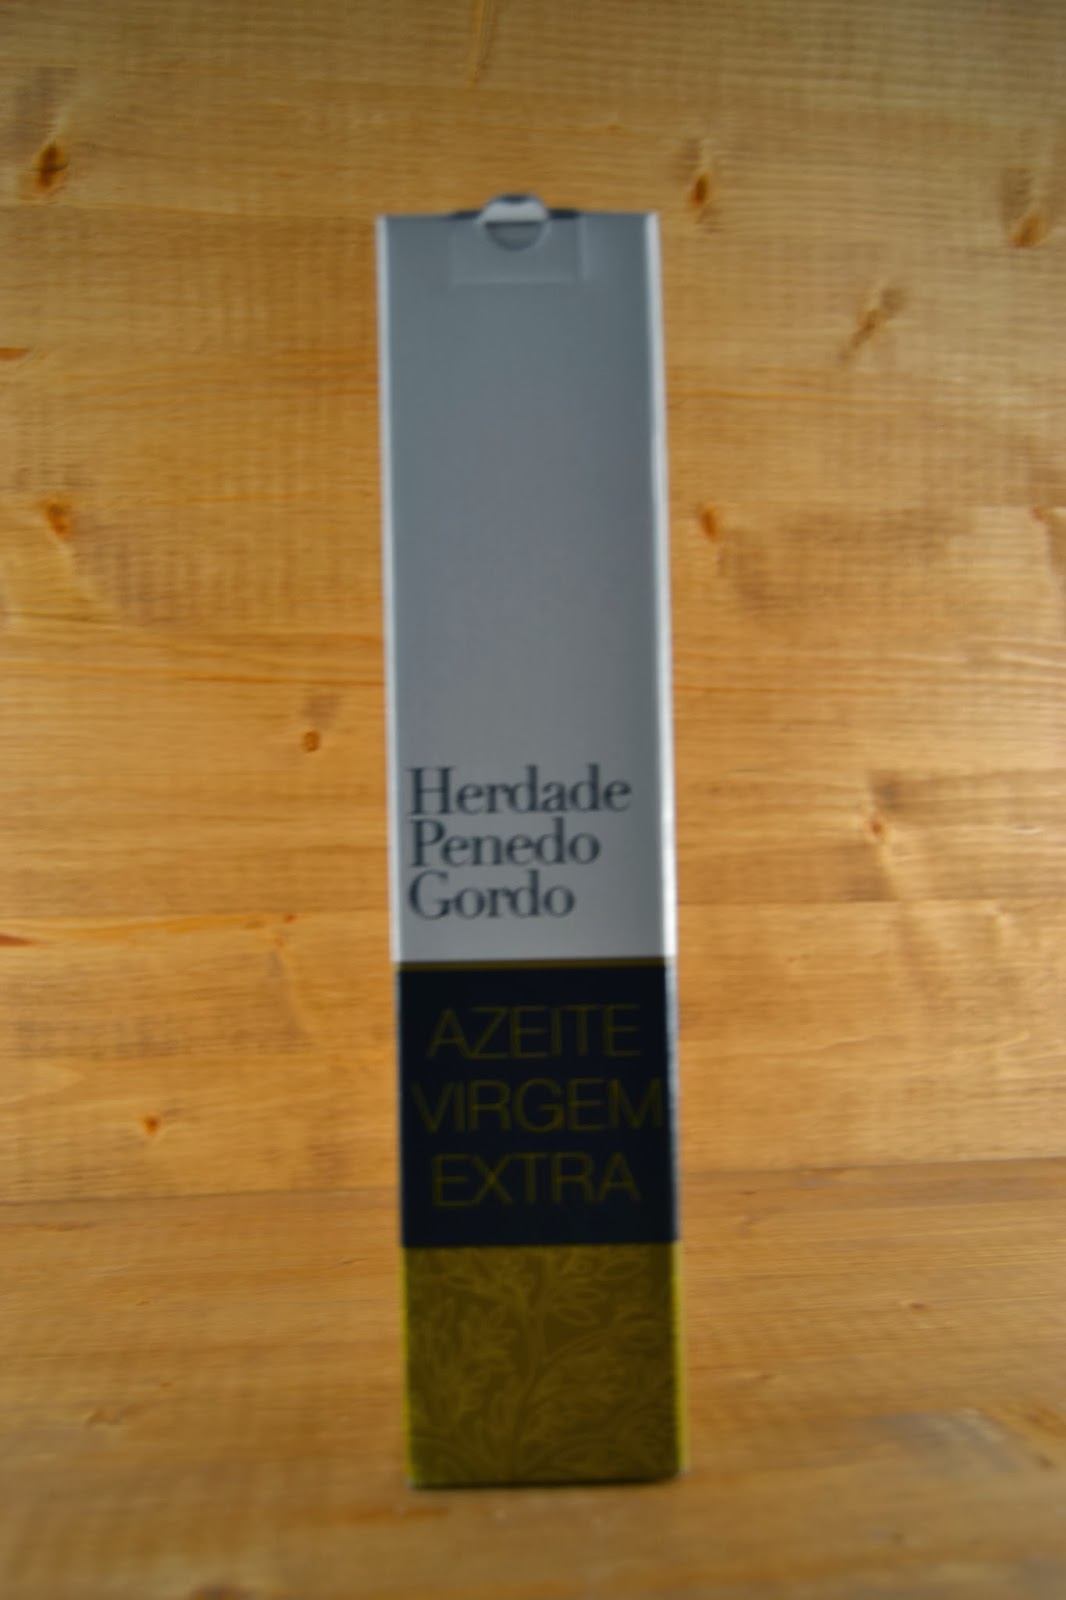 Herdade
Penedo
Gordo
AZEITE
VIRGEM
EXTRA